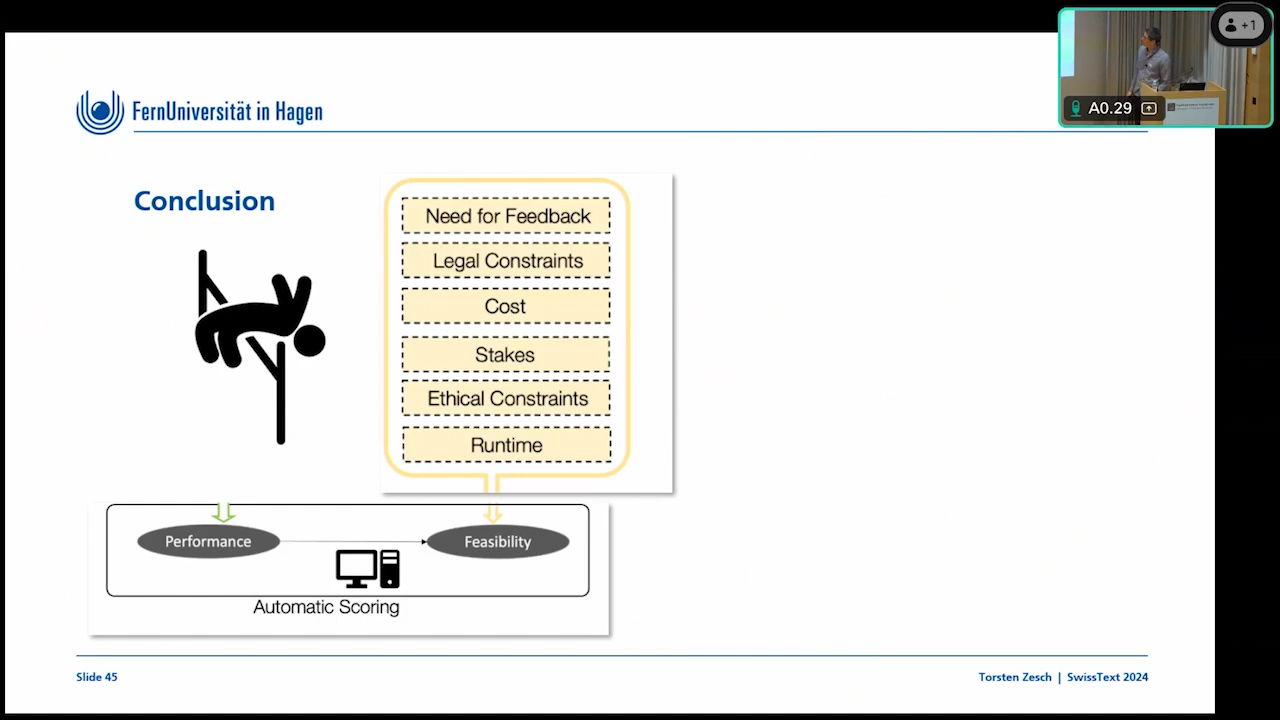 +1
A0.29
FernUniversität in Hagen
Conclusion
Need for Feedback
Legal Constraints
Cost
Stakes
Ethical Constraints
Runtime
Performance
Feasibility
Automatic Scoring
Slide 45
Torsten Zesch | SwissText 2024